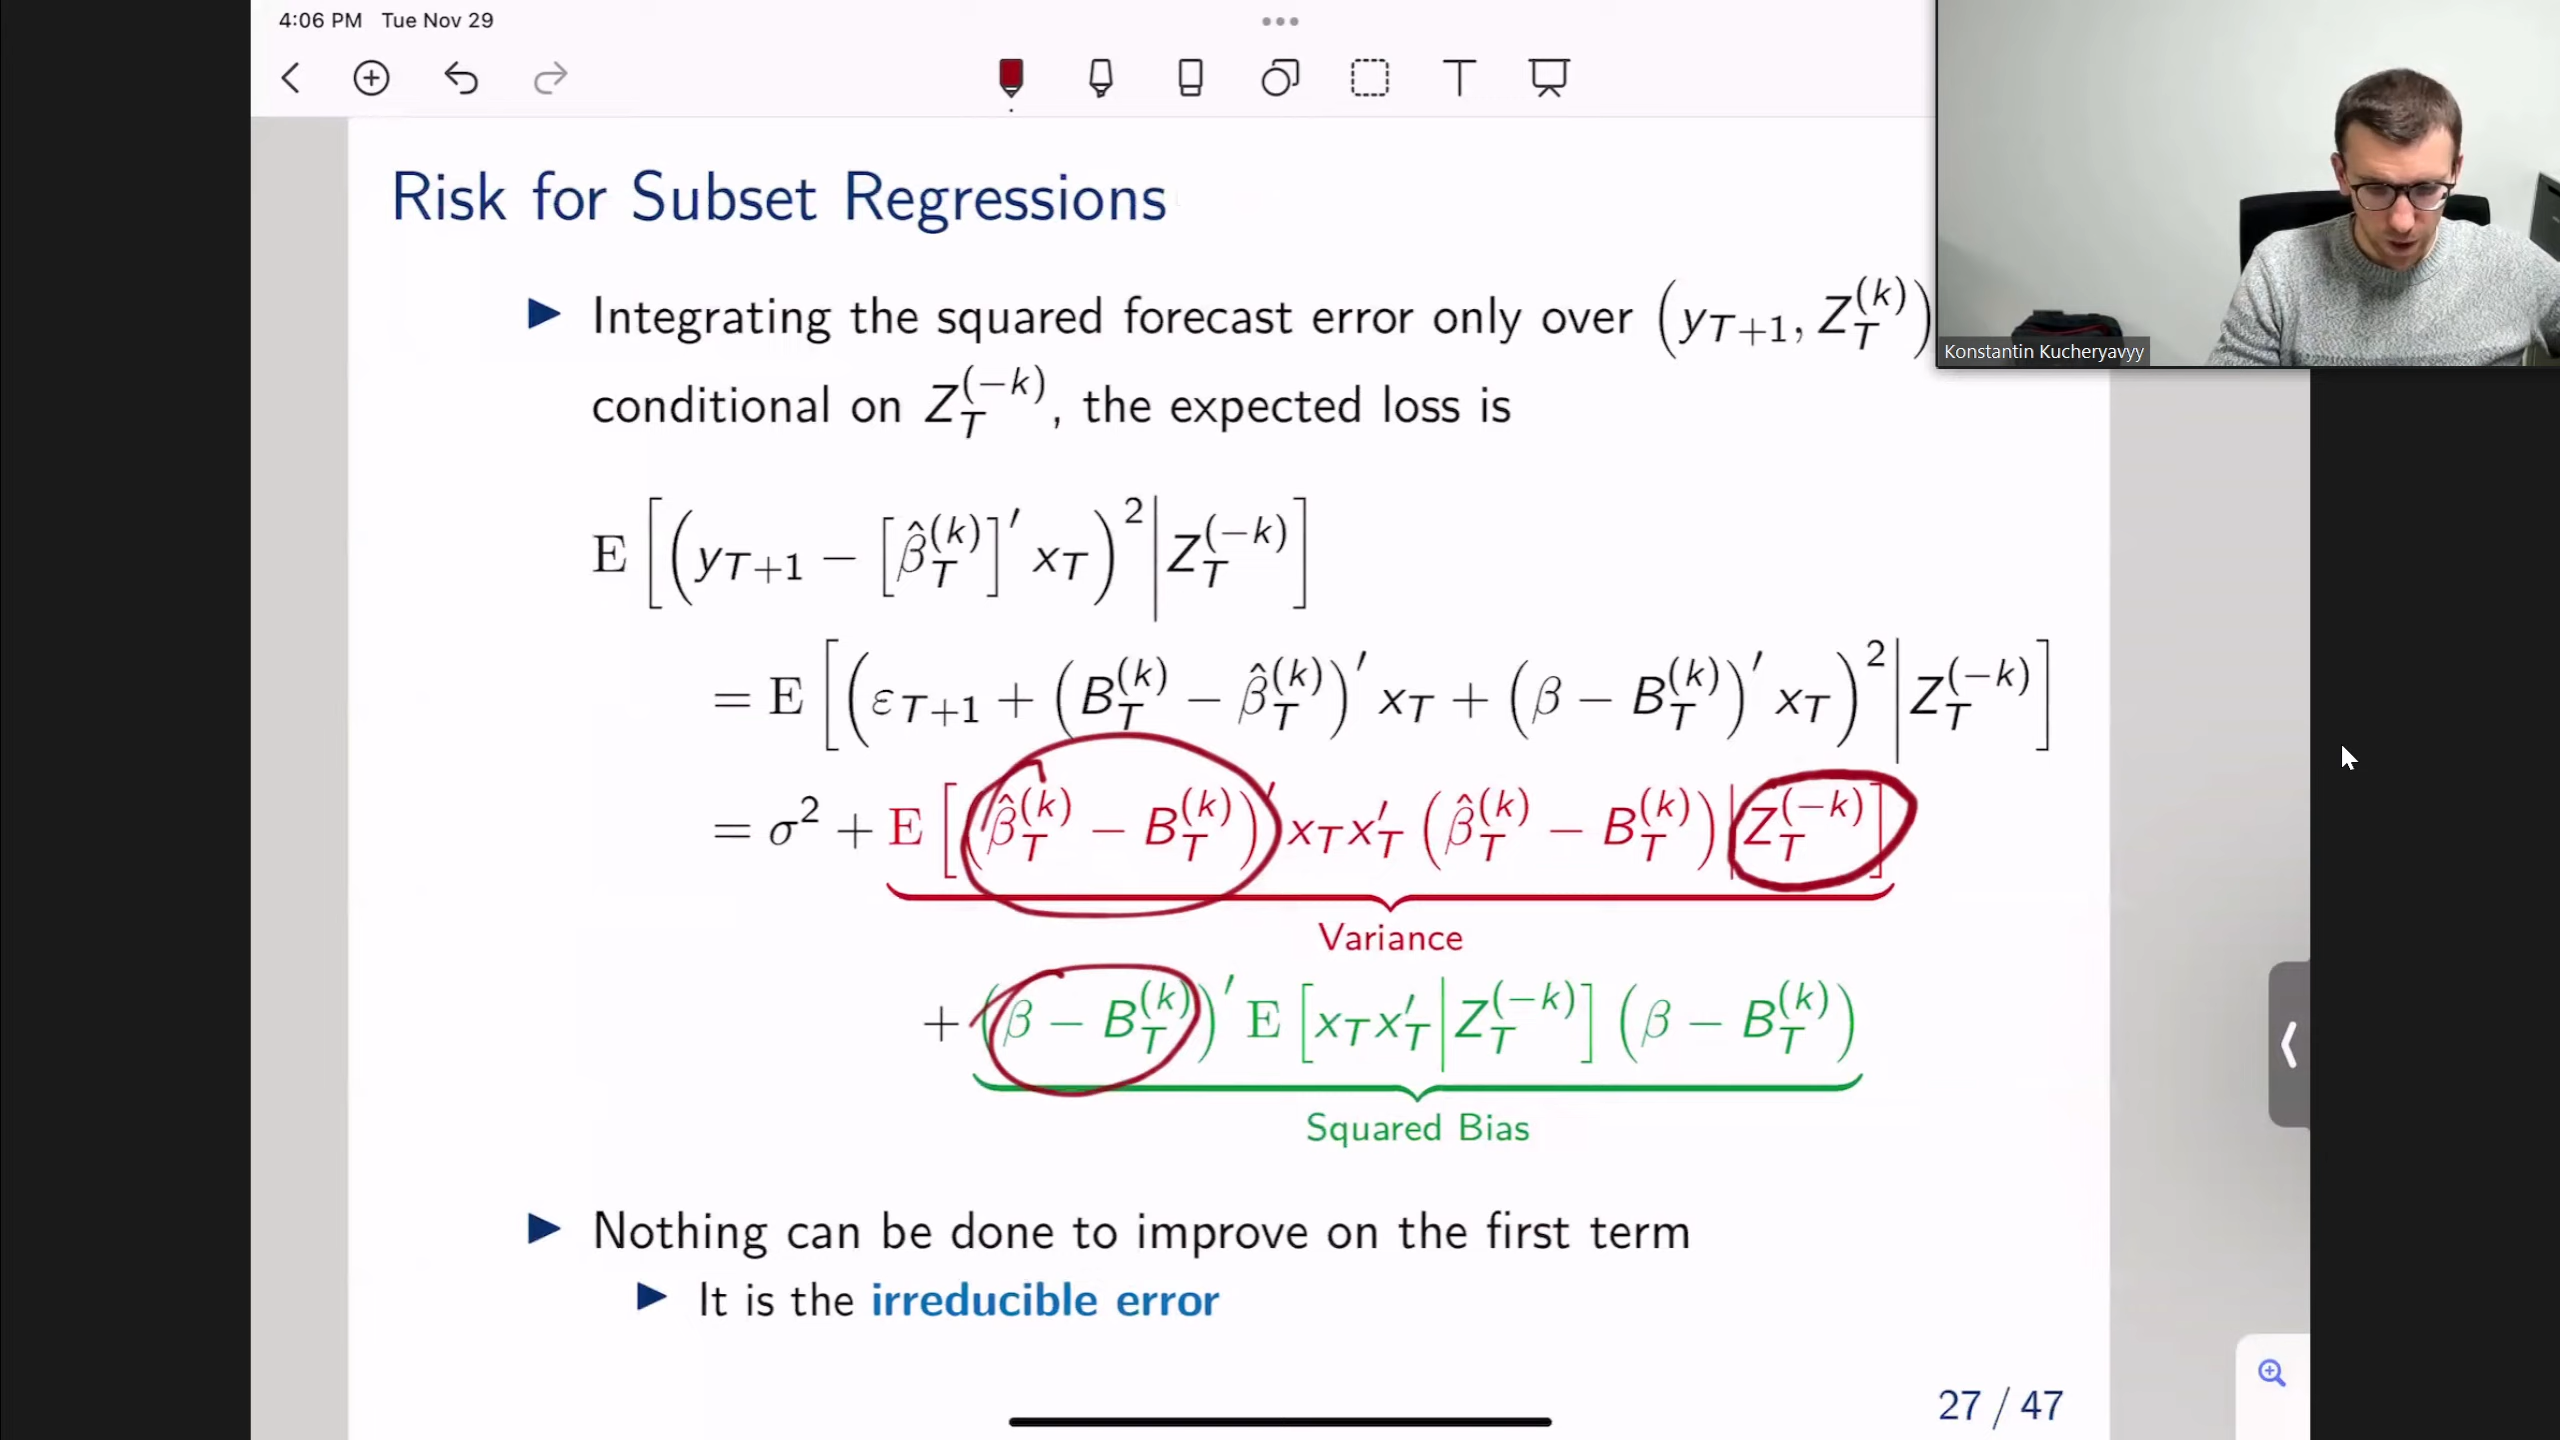 4:06 PM Tue Nov 29
Risk for Subset Regressions
▶ Integrating the squared forecast error only over (y_{T+1}, Z_T^{(k)})
conditional on Z_T^{(-k)}, the expected loss is
E[(y_{T+1} − [β̂_T^{(k)}]′ x_T)² | Z_T^{(−k)}]
= E[(ε_{T+1} + (B_T^{(k)} − β̂_T^{(k)})′ x_T + (β − B_T^{(k)})′ x_T)² | Z_T^{(−k)}]
= σ² + E[(β̂_T^{(k)} − B_T^{(k)})′ x_T x′_T (β̂_T^{(k)} − B_T^{(k)}) | Z_T^{(−k)}]
Variance
+ (β − B_T^{(k)})′ E[x_T x′_T | Z_T^{(−k)}] (β − B_T^{(k)})
Squared Bias
▶ Nothing can be done to improve on the first term
▶ It is the irreducible error
27 / 47
Konstantin Kucheryavyy